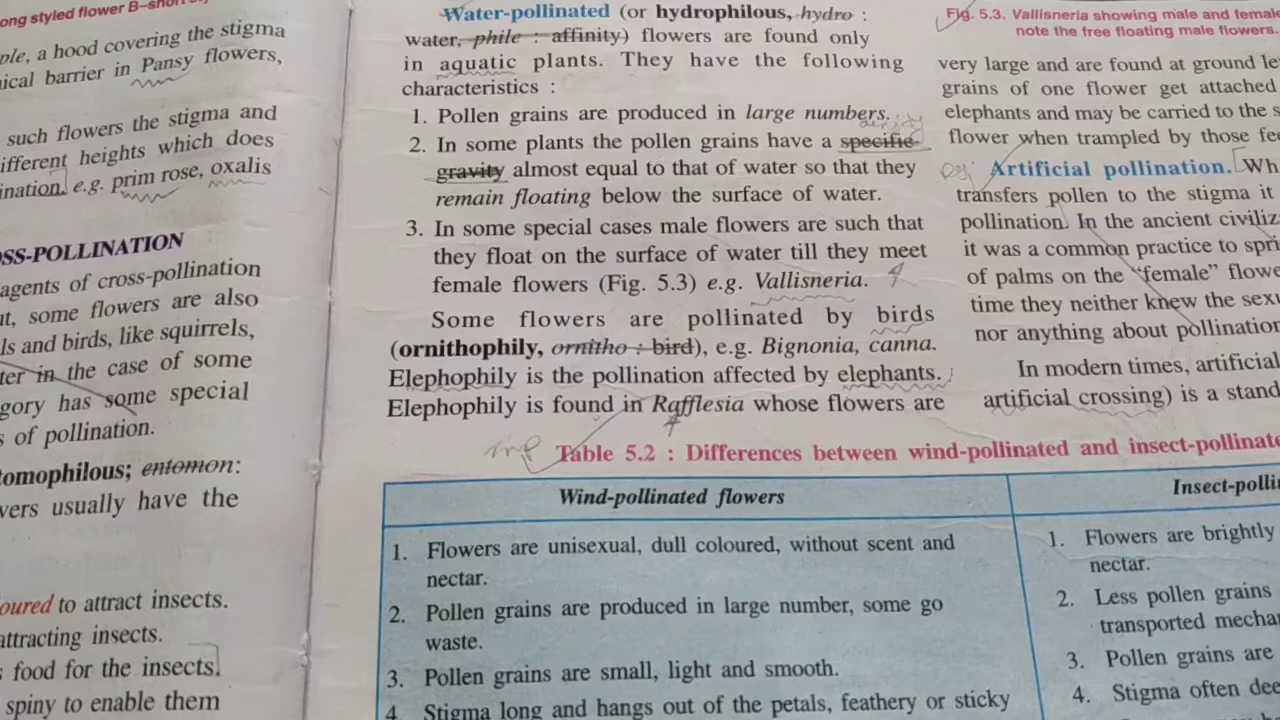 ong styled flower B–short
ple, a hood covering the stigma
ical barrier in Pansy flowers,
such flowers the stigma and
ifferent heights which does
ination. e.g. prim rose, oxalis
SS-POLLINATION
agents of cross-pollination
ut, some flowers are also
ls and birds, like squirrels,
ter in the case of some
gory has some special
s of pollination.
tomophilous; entomon:
wers usually have the
oured to attract insects.
attracting insects.
s food for the insects.
spiny to enable them
Water-pollinated (or hydrophilous, hydro :
water, phile : affinity) flowers are found only
in aquatic plants. They have the following
characteristics :
1. Pollen grains are produced in large numbers.
density
2. In some plants the pollen grains have a specific
gravity almost equal to that of water so that they
remain floating below the surface of water.
3. In some special cases male flowers are such that
they float on the surface of water till they meet
female flowers (Fig. 5.3) e.g. Vallisneria.
Some flowers are pollinated by birds
(ornithophily, ornitho : bird), e.g. Bignonia, canna.
Elephophily is the pollination affected by elephants.
Elephophily is found in Rafflesia whose flowers are
Fig. 5.3. Vallisneria showing male and female
note the free floating male flowers.
very large and are found at ground le
grains of one flower get attached
elephants and may be carried to the s
flower when trampled by those fe
Artificial pollination. Wh
transfers pollen to the stigma it
pollination. In the ancient civiliz
it was a common practice to spri
of palms on the "female" flowe
time they neither knew the sexu
nor anything about pollination
In modern times, artificial
artificial crossing) is a stand
imp
Table 5.2 : Differences between wind-pollinated and insect-pollinate
Wind-pollinated flowers
1. Flowers are unisexual, dull coloured, without scent and
nectar.
2. Pollen grains are produced in large number, some go
waste.
3. Pollen grains are small, light and smooth.
4. Stigma long and hangs out of the petals, feathery or sticky
Insect-pollin
1. Flowers are brightly
nectar.
2. Less pollen grains
transported mecha
3. Pollen grains are
4. Stigma often dee